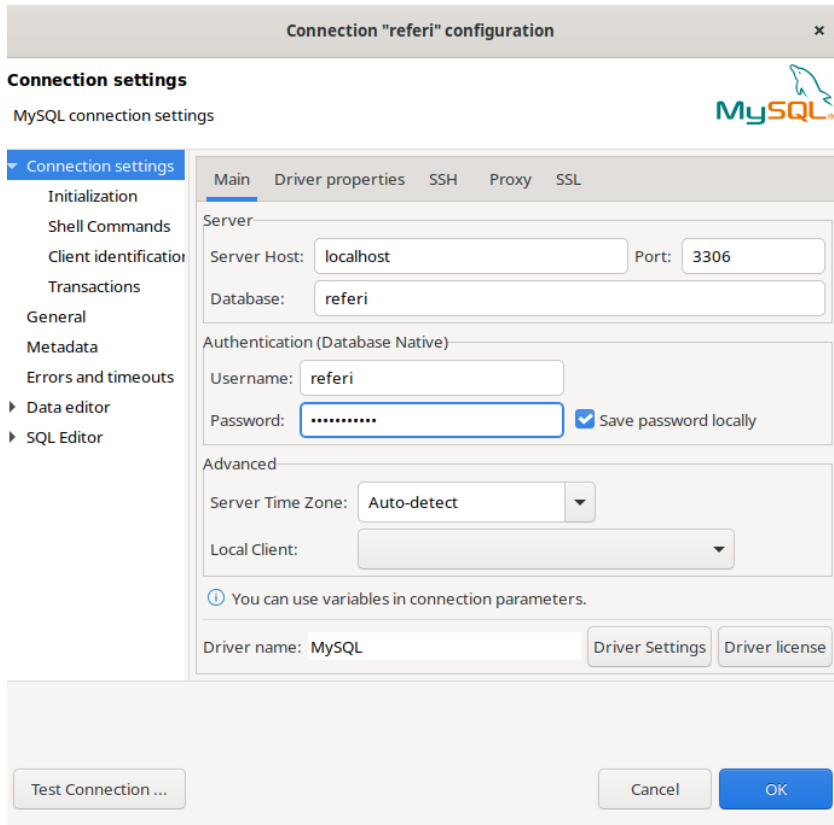 Connection "referi" configuration
×
Connection settings
MySQL connection settings
MySQL®
Connection settings
Initialization
Shell Commands
Client identification
Transactions
General
Metadata
Errors and timeouts
Data editor
SQL Editor
Main Driver properties SSH Proxy SSL
Server
Server Host: localhost Port: 3306
Database: referi
Authentication (Database Native)
Username: referi
Password: ••••••••••• Save password locally
Advanced
Server Time Zone: Auto-detect
Local Client:
You can use variables in connection parameters.
Driver name: MySQL Driver Settings Driver license
Test Connection ... Cancel OK